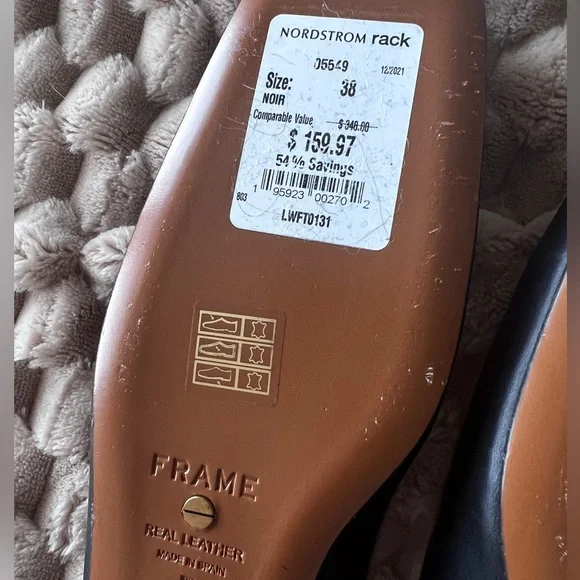 NORDSTROM rack
05549 12/2021
Size: 38
NOIR
Comparable Value $ 348.00
$ 159.97
54% Savings
B03 1 95923 00270 2
LWFT0131
FRAME
REAL LEATHER
MADE IN SPAIN